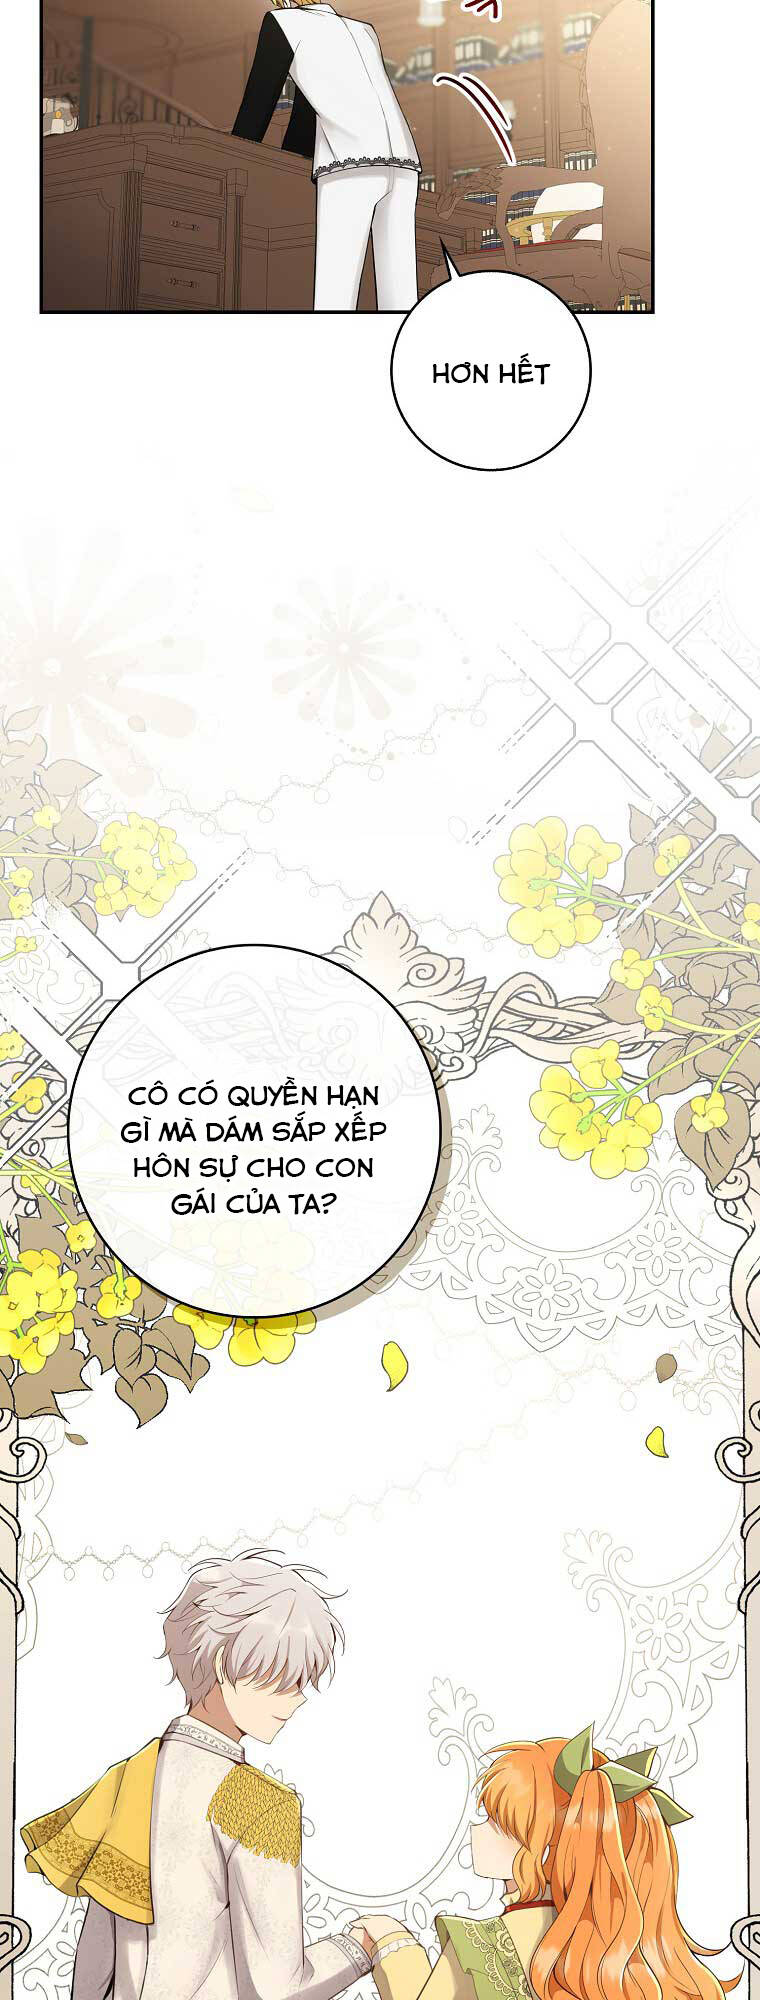 HƠN HẾT
CÔ CÓ QUYỀN HẠN
GÌ MÀ DÁM SẮP XẾP
HÔN SỰ CHO CON
GÁI CỦA TA?